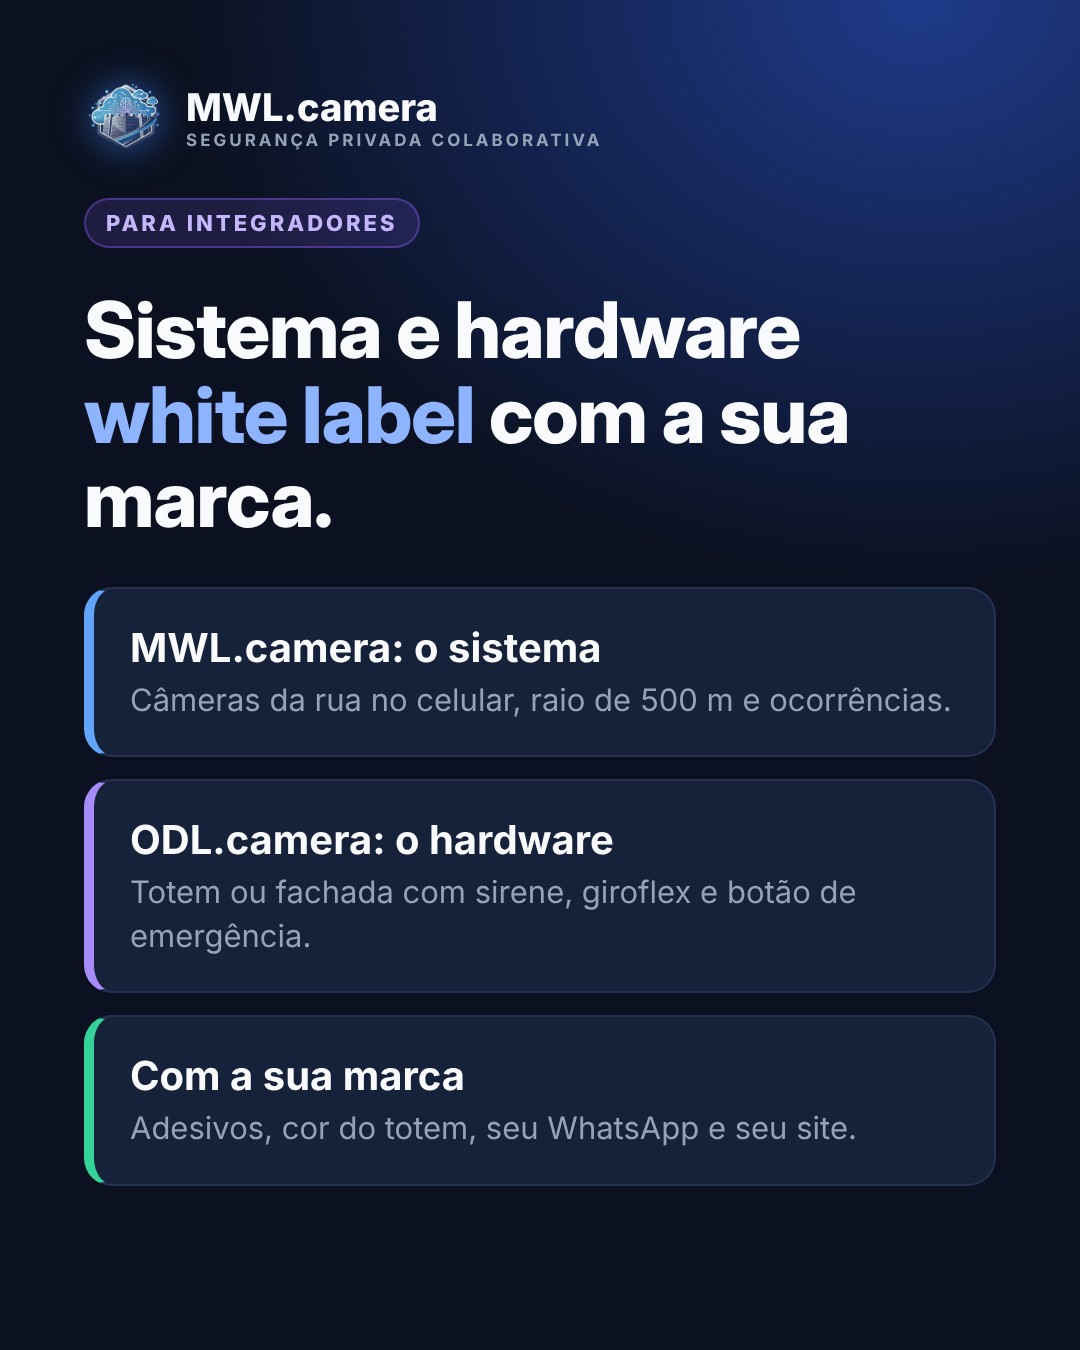 MWL.camera
SEGURANÇA PRIVADA COLABORATIVA
PARA INTEGRADORES
Sistema e hardware
white label com a sua
marca.
MWL.camera: o sistema
Câmeras da rua no celular, raio de 500 m e ocorrências.
ODL.camera: o hardware
Totem ou fachada com sirene, giroflex e botão de
emergência.
Com a sua marca
Adesivos, cor do totem, seu WhatsApp e seu site.